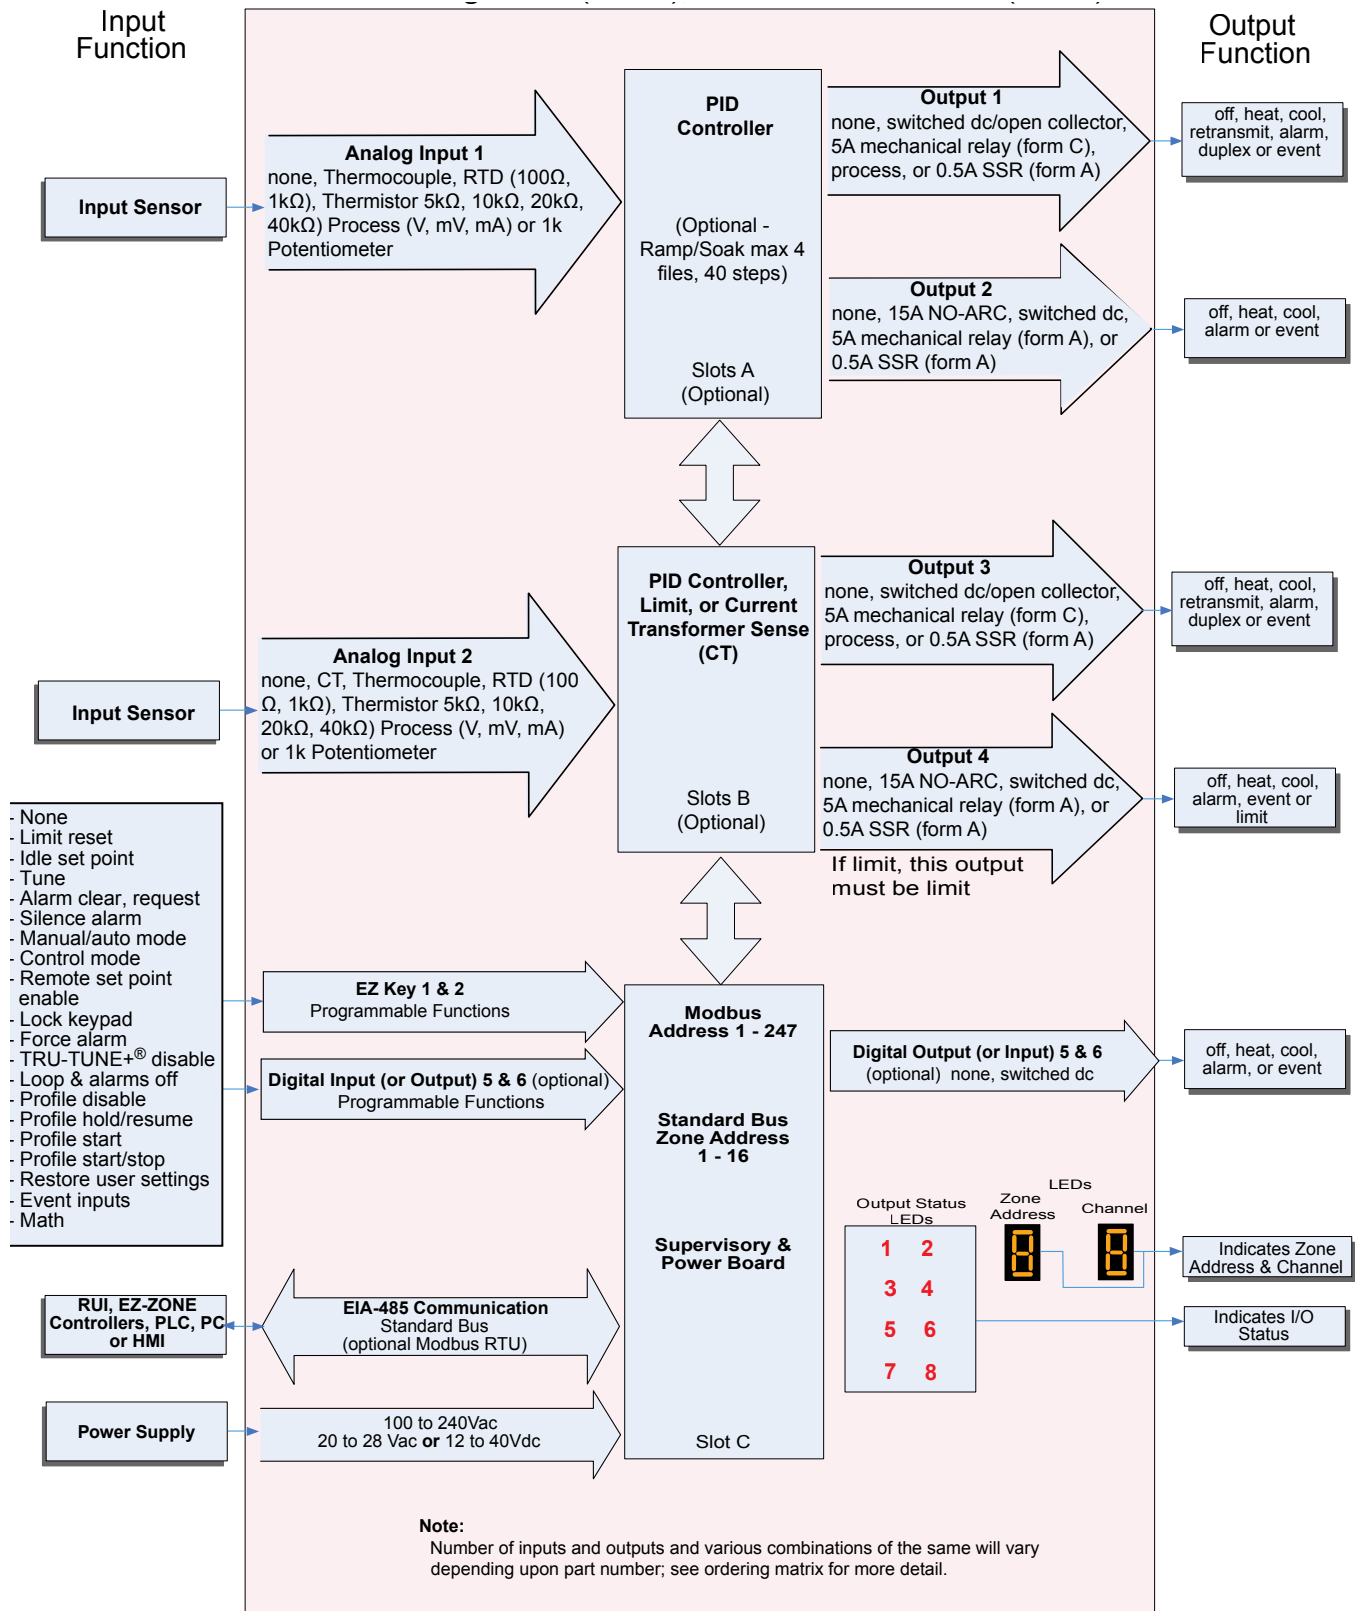 Input
Function
Output
Function
PID
Controller
(Optional -
Ramp/Soak max 4
files, 40 steps)
Slots A
(Optional)
Input Sensor
Analog Input 1
none, Thermocouple, RTD (100Ω,
1kΩ), Thermistor 5kΩ, 10kΩ, 20kΩ,
40kΩ) Process (V, mV, mA) or 1k
Potentiometer
Output 1
none, switched dc/open collector,
5A mechanical relay (form C),
process, or 0.5A SSR (form A)
off, heat, cool,
retransmit, alarm,
duplex or event
Output 2
none, 15A NO-ARC, switched dc,
5A mechanical relay (form A), or
0.5A SSR (form A)
off, heat, cool,
alarm or event
PID Controller,
Limit, or Current
Transformer Sense
(CT)
Slots B
(Optional)
Input Sensor
Analog Input 2
none, CT, Thermocouple, RTD (100
Ω, 1kΩ), Thermistor 5kΩ, 10kΩ,
20kΩ, 40kΩ) Process (V, mV, mA)
or 1k Potentiometer
Output 3
none, switched dc/open collector,
5A mechanical relay (form C),
process, or 0.5A SSR (form A)
off, heat, cool,
retransmit, alarm,
duplex or event
Output 4
none, 15A NO-ARC, switched dc,
5A mechanical relay (form A), or
0.5A SSR (form A)
If limit, this output
must be limit
off, heat, cool,
alarm, event or
limit
- None
- Limit reset
- Idle set point
- Tune
- Alarm clear, request
- Silence alarm
- Manual/auto mode
- Control mode
- Remote set point
enable
- Lock keypad
- Force alarm
- TRU-TUNE+® disable
- Loop & alarms off
- Profile disable
- Profile hold/resume
- Profile start
- Profile start/stop
- Restore user settings
- Event inputs
- Math
EZ Key 1 & 2
Programmable Functions
Digital Input (or Output) 5 & 6 (optional)
Programmable Functions
Modbus
Address 1 - 247
Standard Bus
Zone Address
1 - 16
Supervisory &
Power Board
Slot C
Digital Output (or Input) 5 & 6
(optional) none, switched dc
off, heat, cool,
alarm, or event
Output Status
LEDs
1 2
3 4
5 6
7 8
LEDs
Zone
Address
Channel
8
8
Indicates Zone
Address & Channel
Indicates I/O
Status
RUI, EZ-ZONE
Controllers, PLC, PC
or HMI
EIA-485 Communication
Standard Bus
(optional Modbus RTU)
Power Supply
100 to 240Vac
20 to 28 Vac or 12 to 40Vdc
Note:
Number of inputs and outputs and various combinations of the same will vary
depending upon part number; see ordering matrix for more detail.